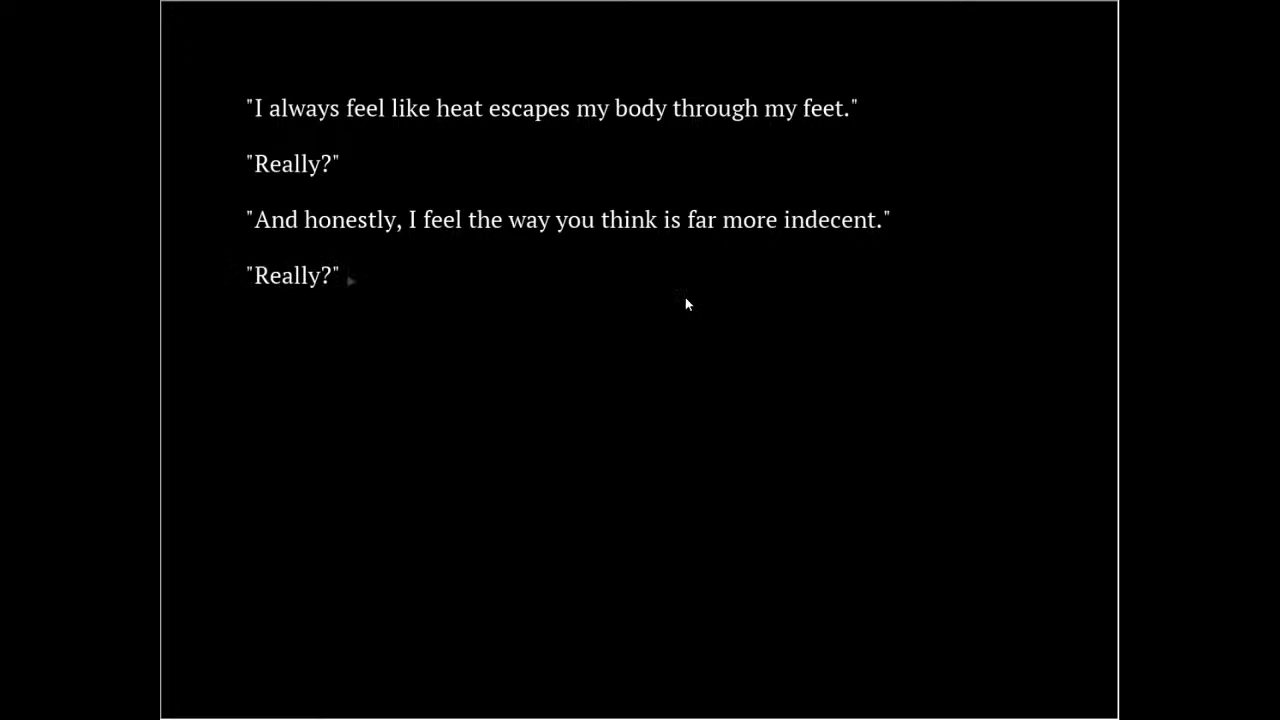 "I always feel like heat escapes my body through my feet."
"Really?"
"And honestly, I feel the way you think is far more indecent."
"Really?"